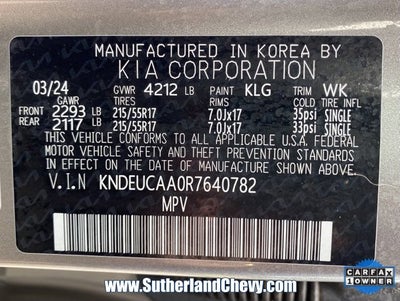 MANUFACTURED IN KOREA BY
KIA CORPORATION
03/24 GVWR 4212 LB PAINT KLG TRIM WK
GAWR TIRES RIMS COLD TIRE INFL
FRONT 2293 LB 215/55R17 7.0Jx17 35psi SINGLE
REAR 2117 LB 215/55R17 7.0Jx17 33psi SINGLE
THIS VEHICLE CONFORMS TO ALL APPLICABLE U.S.A FEDERAL
MOTOR VEHICLE SAFETY, BUMPER, AND THEFT PREVENTION STANDARDS
IN EFFECT ON THE DATE OF MANUFACTURE SHOWN ABOVE.
V.I.N KNDEUCAA0R7640782
MPV
www.SutherlandChevy.com
CARFAX
1 OWNER